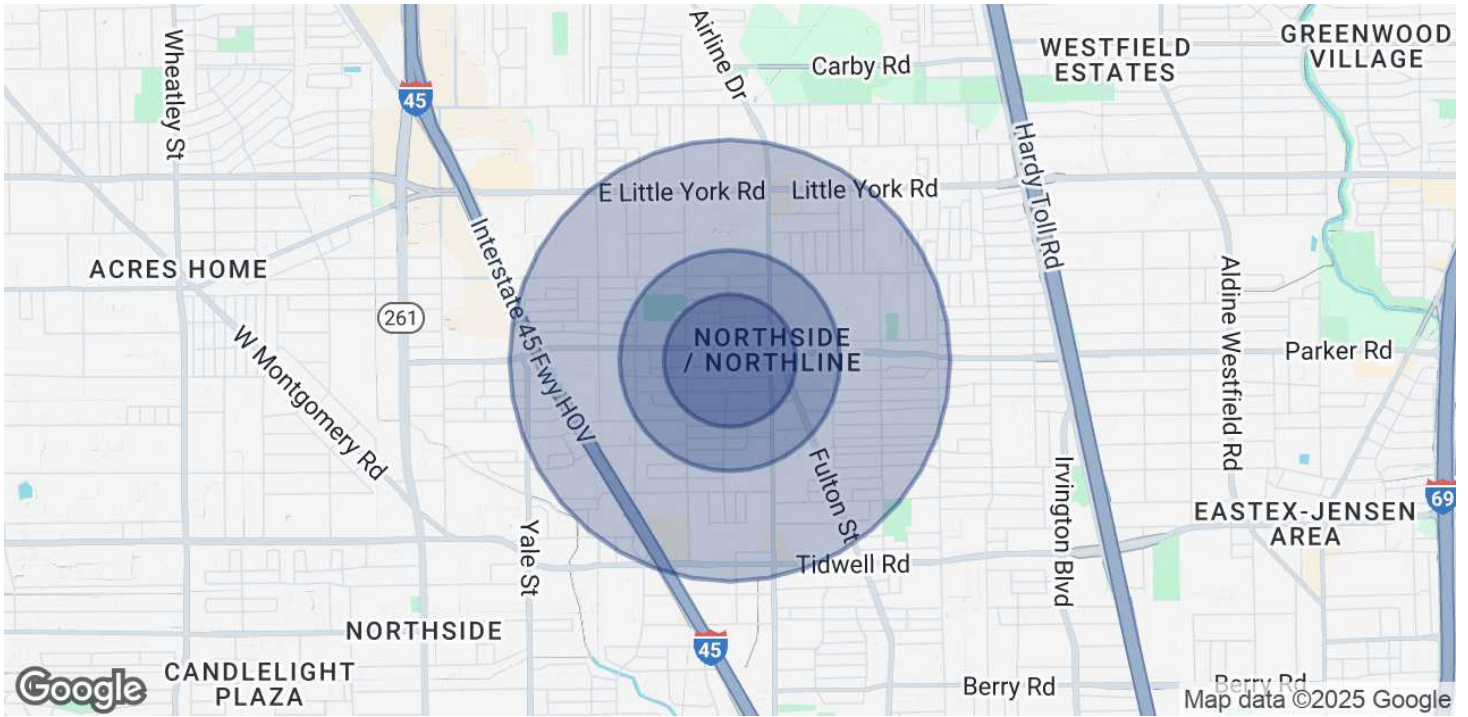 Wheatley St
45
Airline Dr
Carby Rd
WESTFIELD
ESTATES
GREENWOOD
VILLAGE
Hardy Toll Rd
E Little York Rd
Little York Rd
ACRES HOME
Interstate 45 Fwy HOV
261
W Montgomery Rd
NORTHSIDE
/ NORTHLINE
Aldine Westfield Rd
Parker Rd
Fulton St
Irvington Blvd
69
EASTEX-JENSEN
AREA
Yale St
Tidwell Rd
NORTHSIDE
45
CANDLELIGHT
PLAZA
Berry Rd
Berry Rd
Google
Map data ©2025 Google